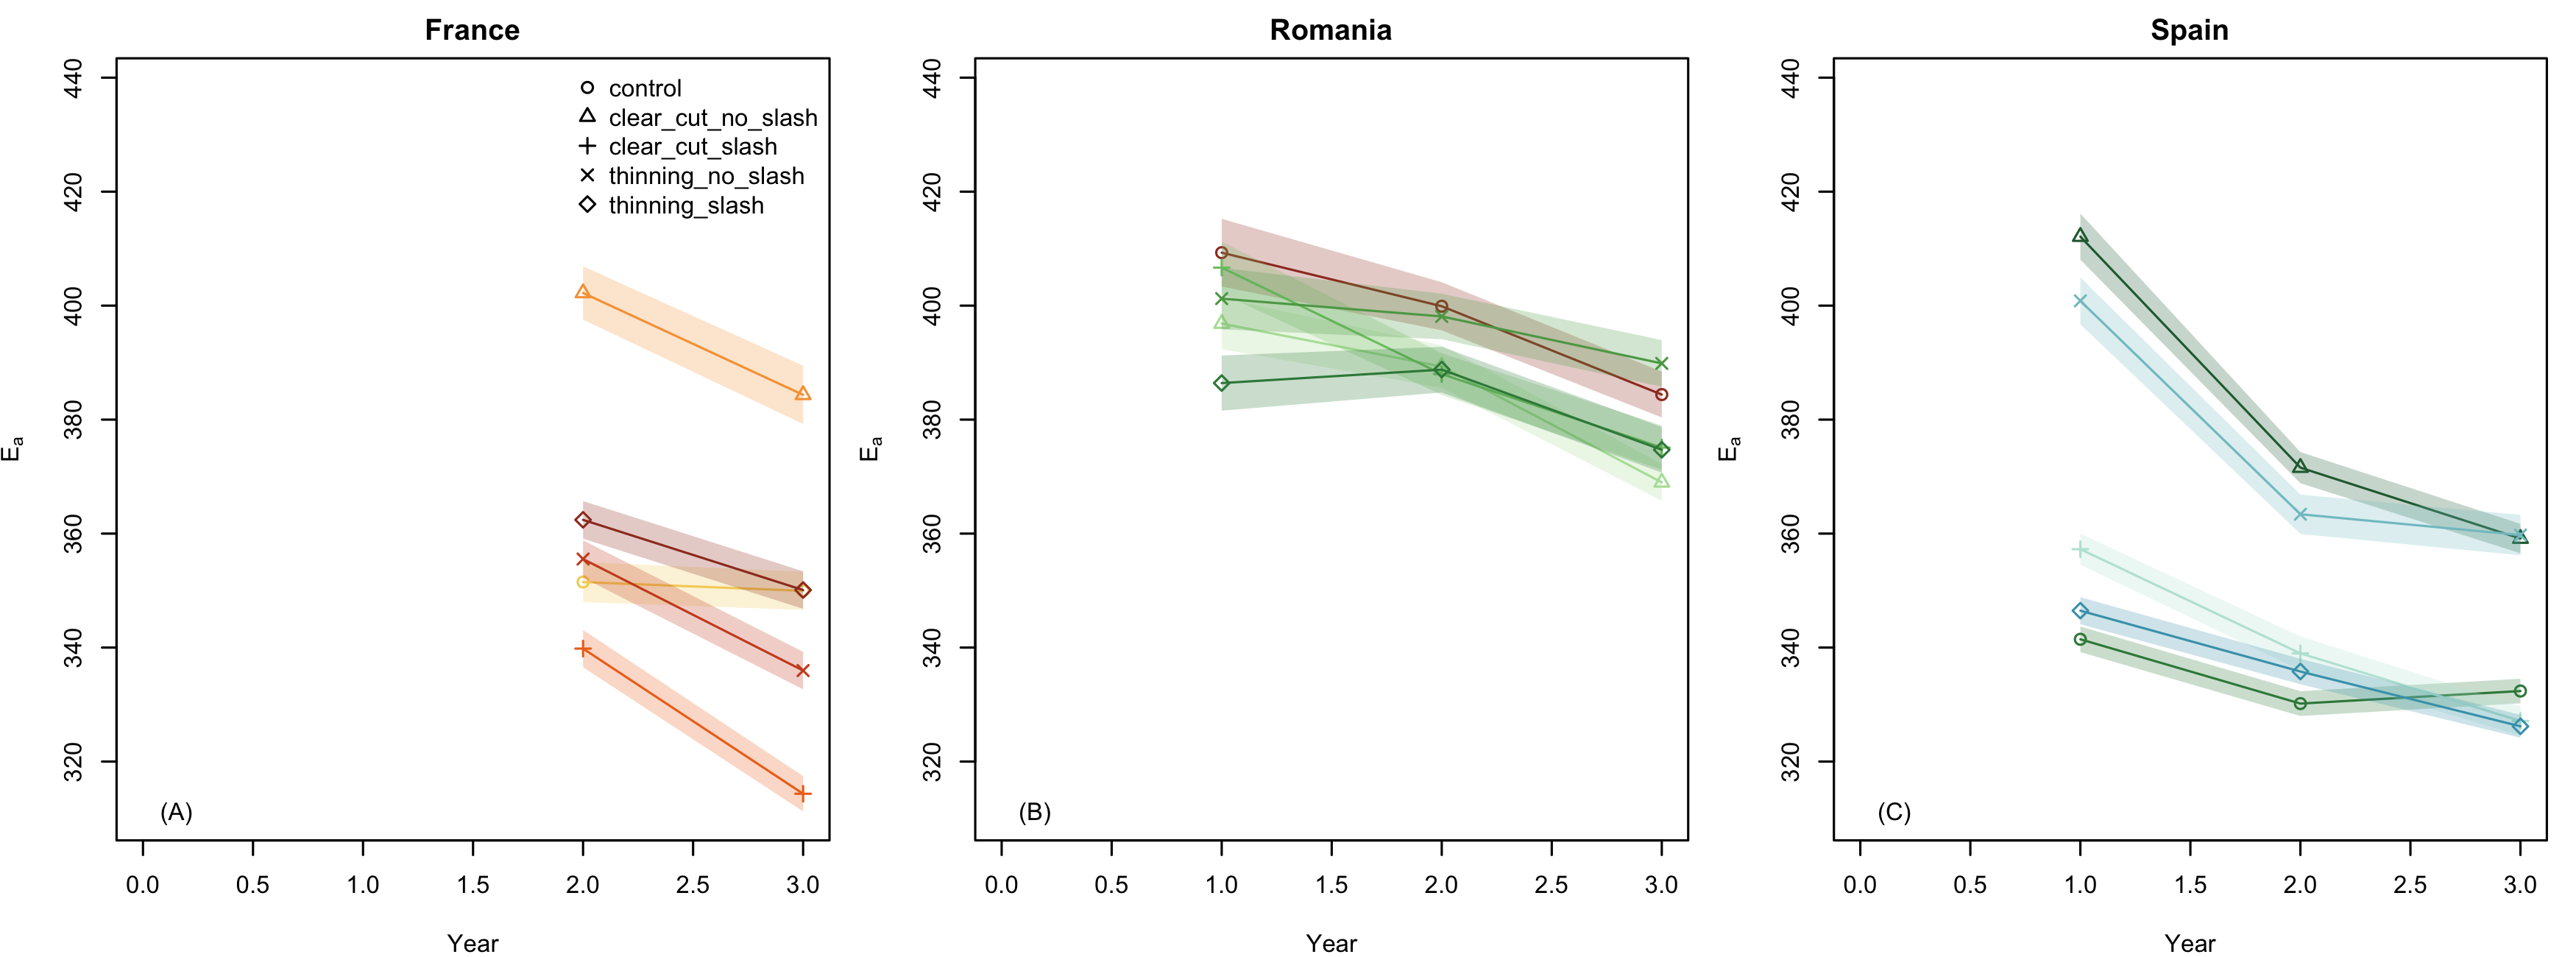 France
440
420
400
380
360
340
320
Ea
control
clear_cut_no_slash
clear_cut_slash
thinning_no_slash
thinning_slash
(A)
0.0 0.5 1.0 1.5 2.0 2.5 3.0
Year
Romania
440
420
400
380
360
340
320
Ea
(B)
0.0 0.5 1.0 1.5 2.0 2.5 3.0
Year
Spain
440
420
400
380
360
340
320
Ea
(C)
0.0 0.5 1.0 1.5 2.0 2.5 3.0
Year